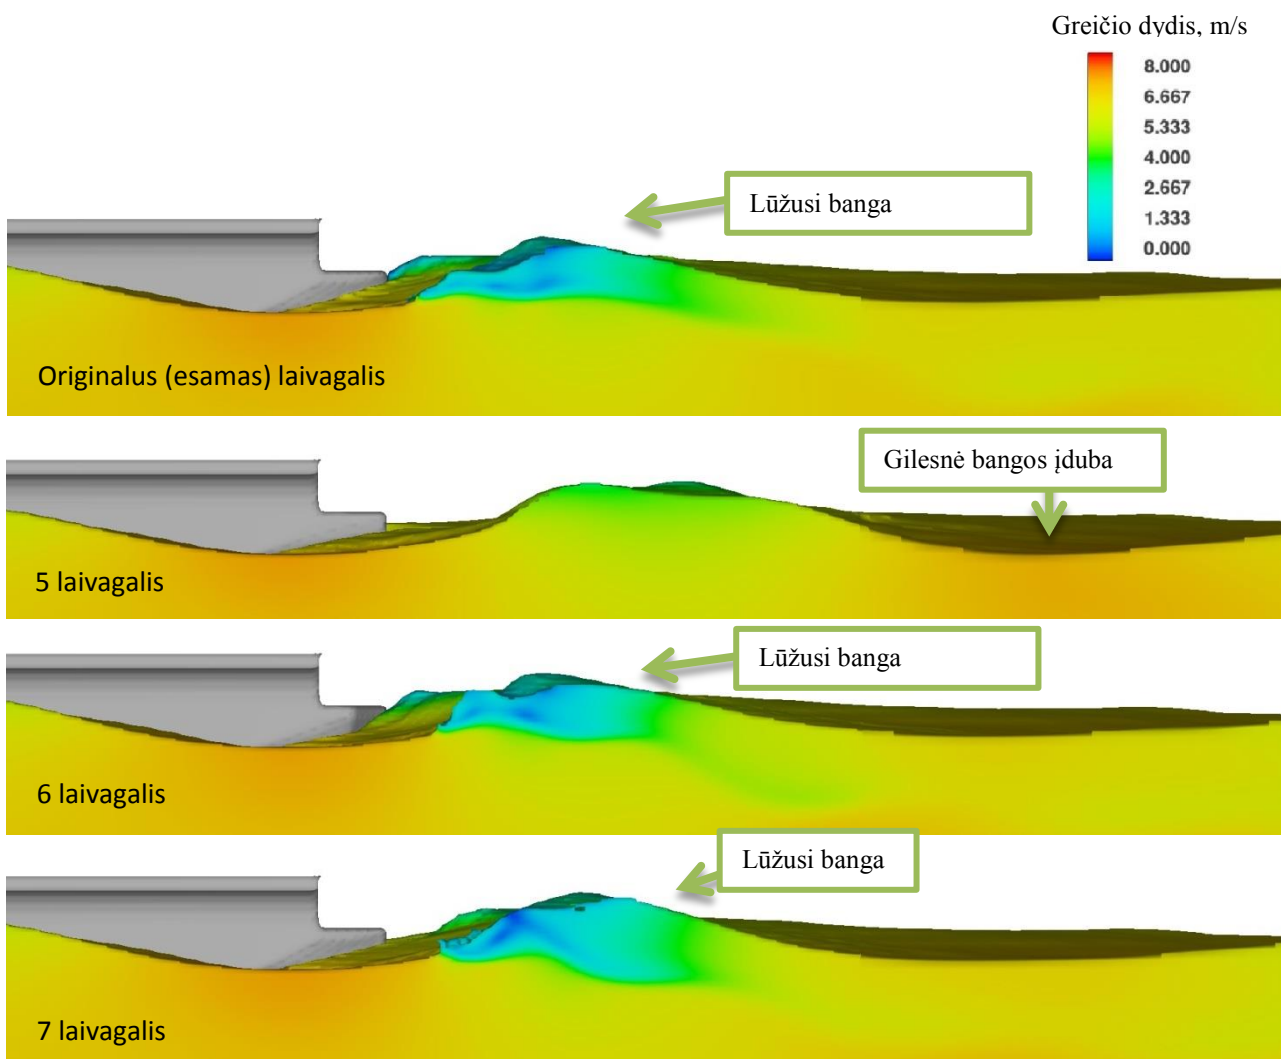 Greičio dydis, m/s
8.000
6.667
5.333
4.000
2.667
1.333
0.000
Lūžusi banga
Originalus (esamas) laivagalis
Gilesnė bangos įduba
5 laivagalis
Lūžusi banga
6 laivagalis
Lūžusi banga
7 laivagalis